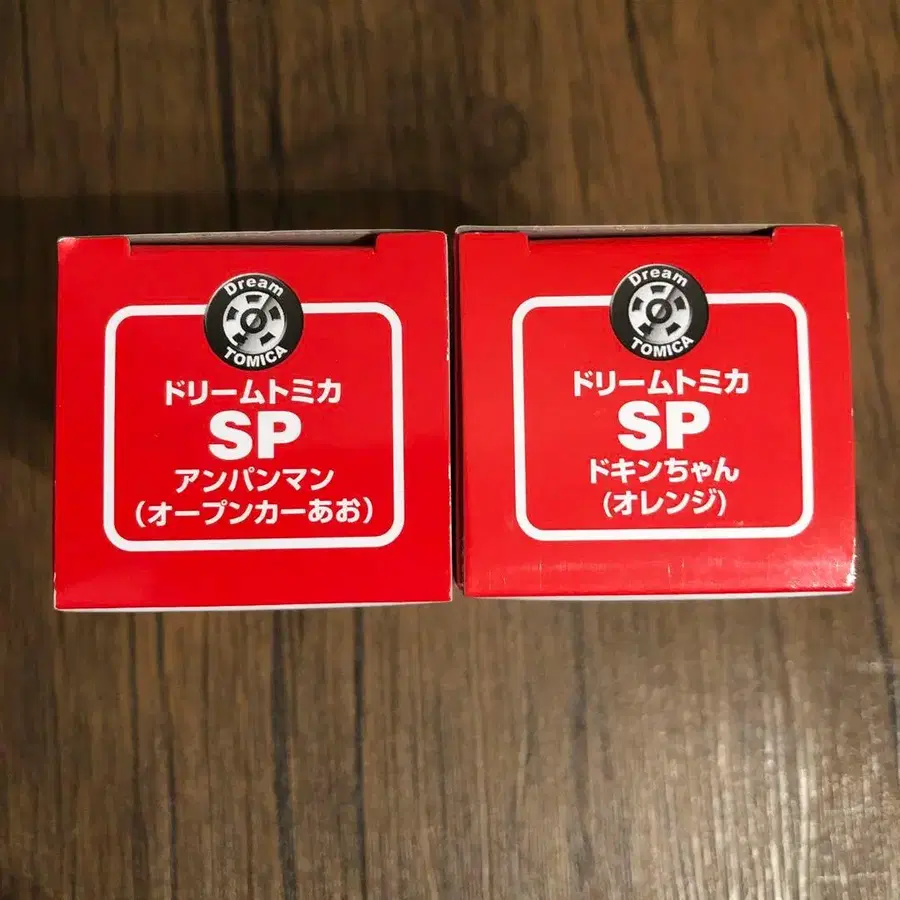 Dream
TOMICA
ドリームトミカ
SP
アンパンマン
(オープンカーあお)
Dream
TOMICA
ドリームトミカ
SP
ドキンちゃん
(オレンジ)